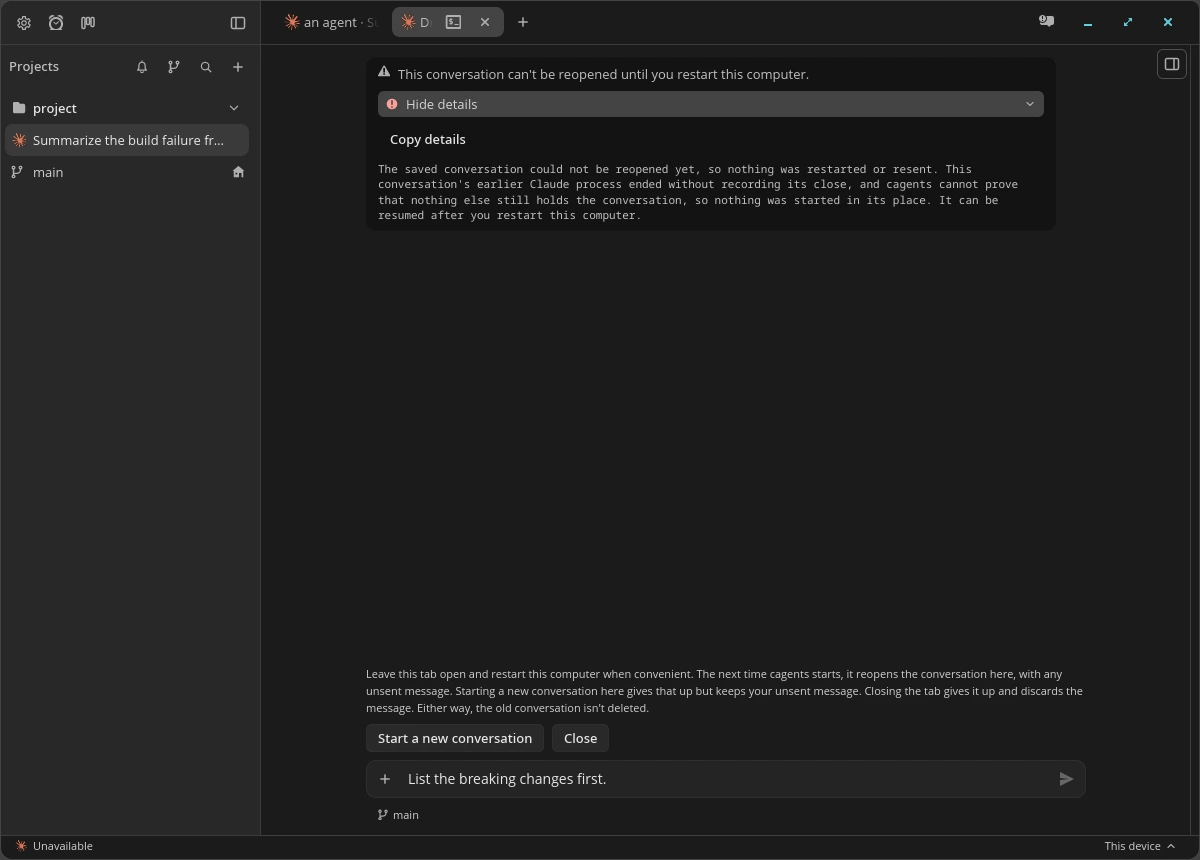 an agent · Su
D
Projects
project
Summarize the build failure fr...
main
This conversation can't be reopened until you restart this computer.
Hide details
Copy details
The saved conversation could not be reopened yet, so nothing was restarted or resent. This
conversation's earlier Claude process ended without recording its close, and cagents cannot prove
that nothing else still holds the conversation, so nothing was started in its place. It can be
resumed after you restart this computer.
Leave this tab open and restart this computer when convenient. The next time cagents starts, it reopens the conversation here, with any
unsent message. Starting a new conversation here gives that up but keeps your unsent message. Closing the tab gives it up and discards the
message. Either way, the old conversation isn't deleted.
Start a new conversation
Close
List the breaking changes first.
main
Unavailable
This device